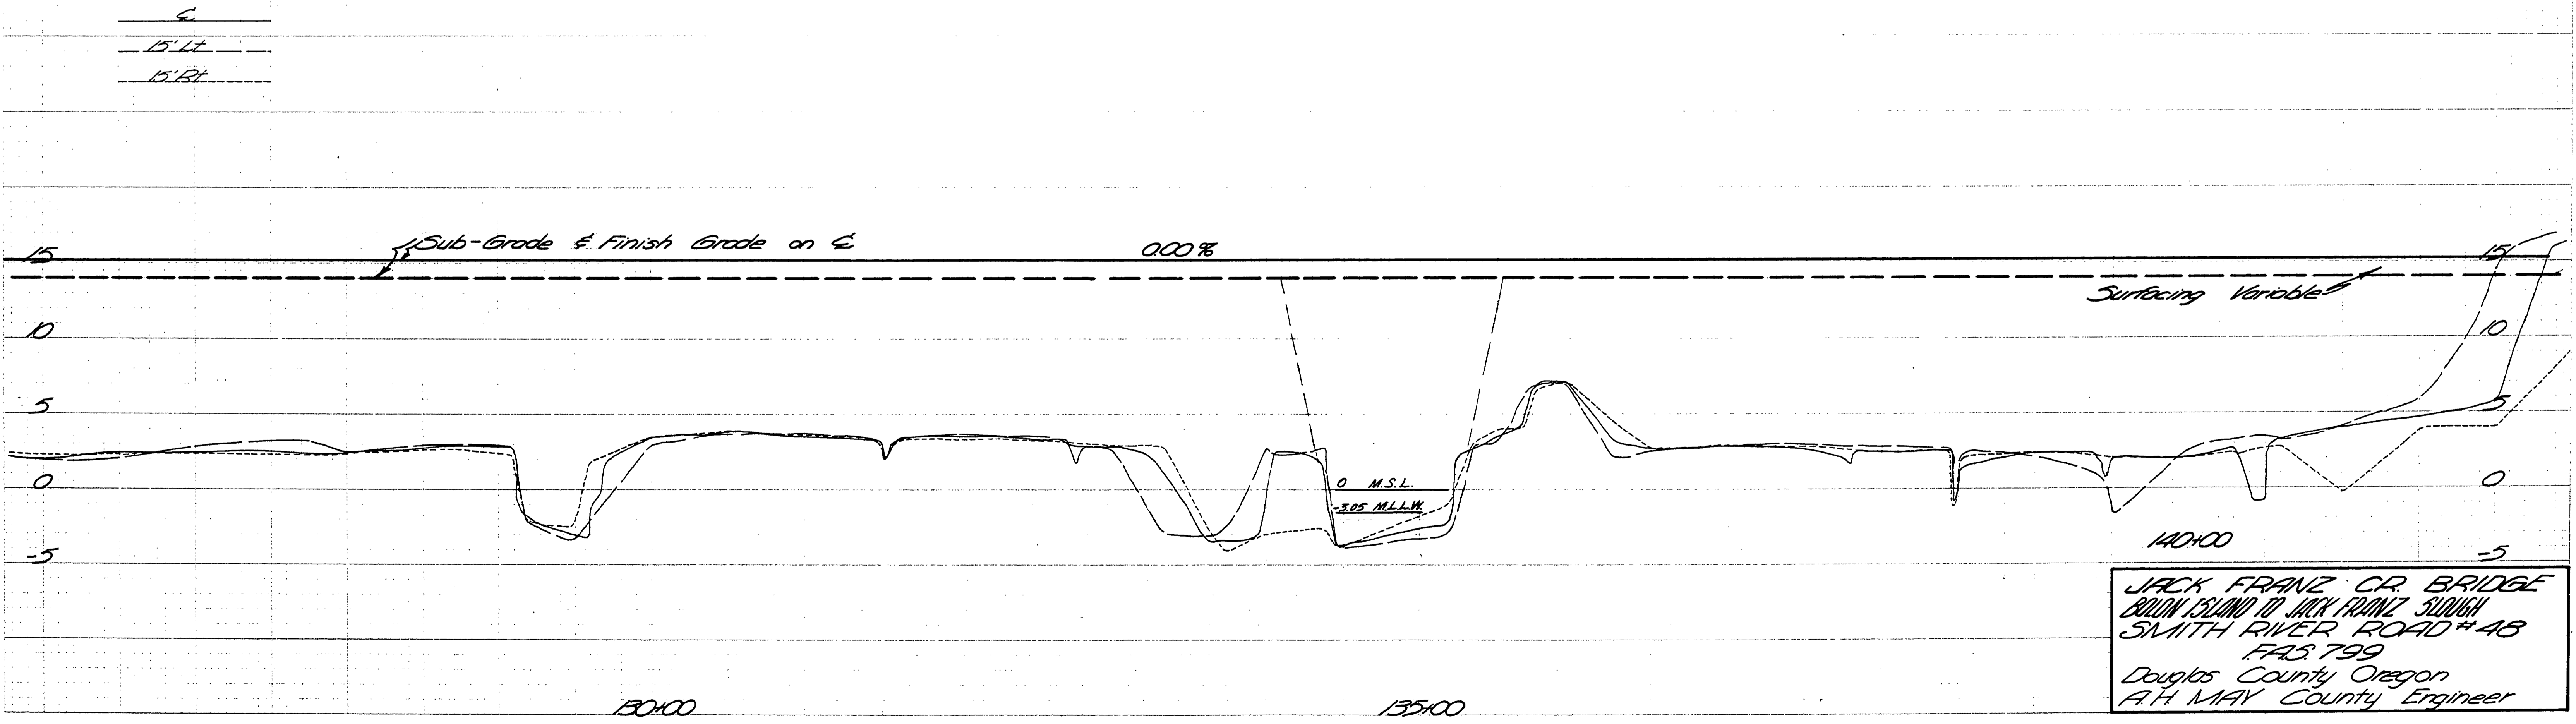 ℄
15' Lt
15' Rt
Sub-Grade & Finish Grade on ℄
0.00%
15
15
Surfacing Variable
10
10
5
5
0
0
0 M.S.L.
-3.05 M.L.L.W.
-5
-5
140+00
130+00
135+00
JACK FRANZ CR. BRIDGE
BOLON ISLAND TO JACK FRANZ SLOUGH
SMITH RIVER ROAD #48
F.A.S. 799
Douglas County Oregon
A.H. MAY County Engineer